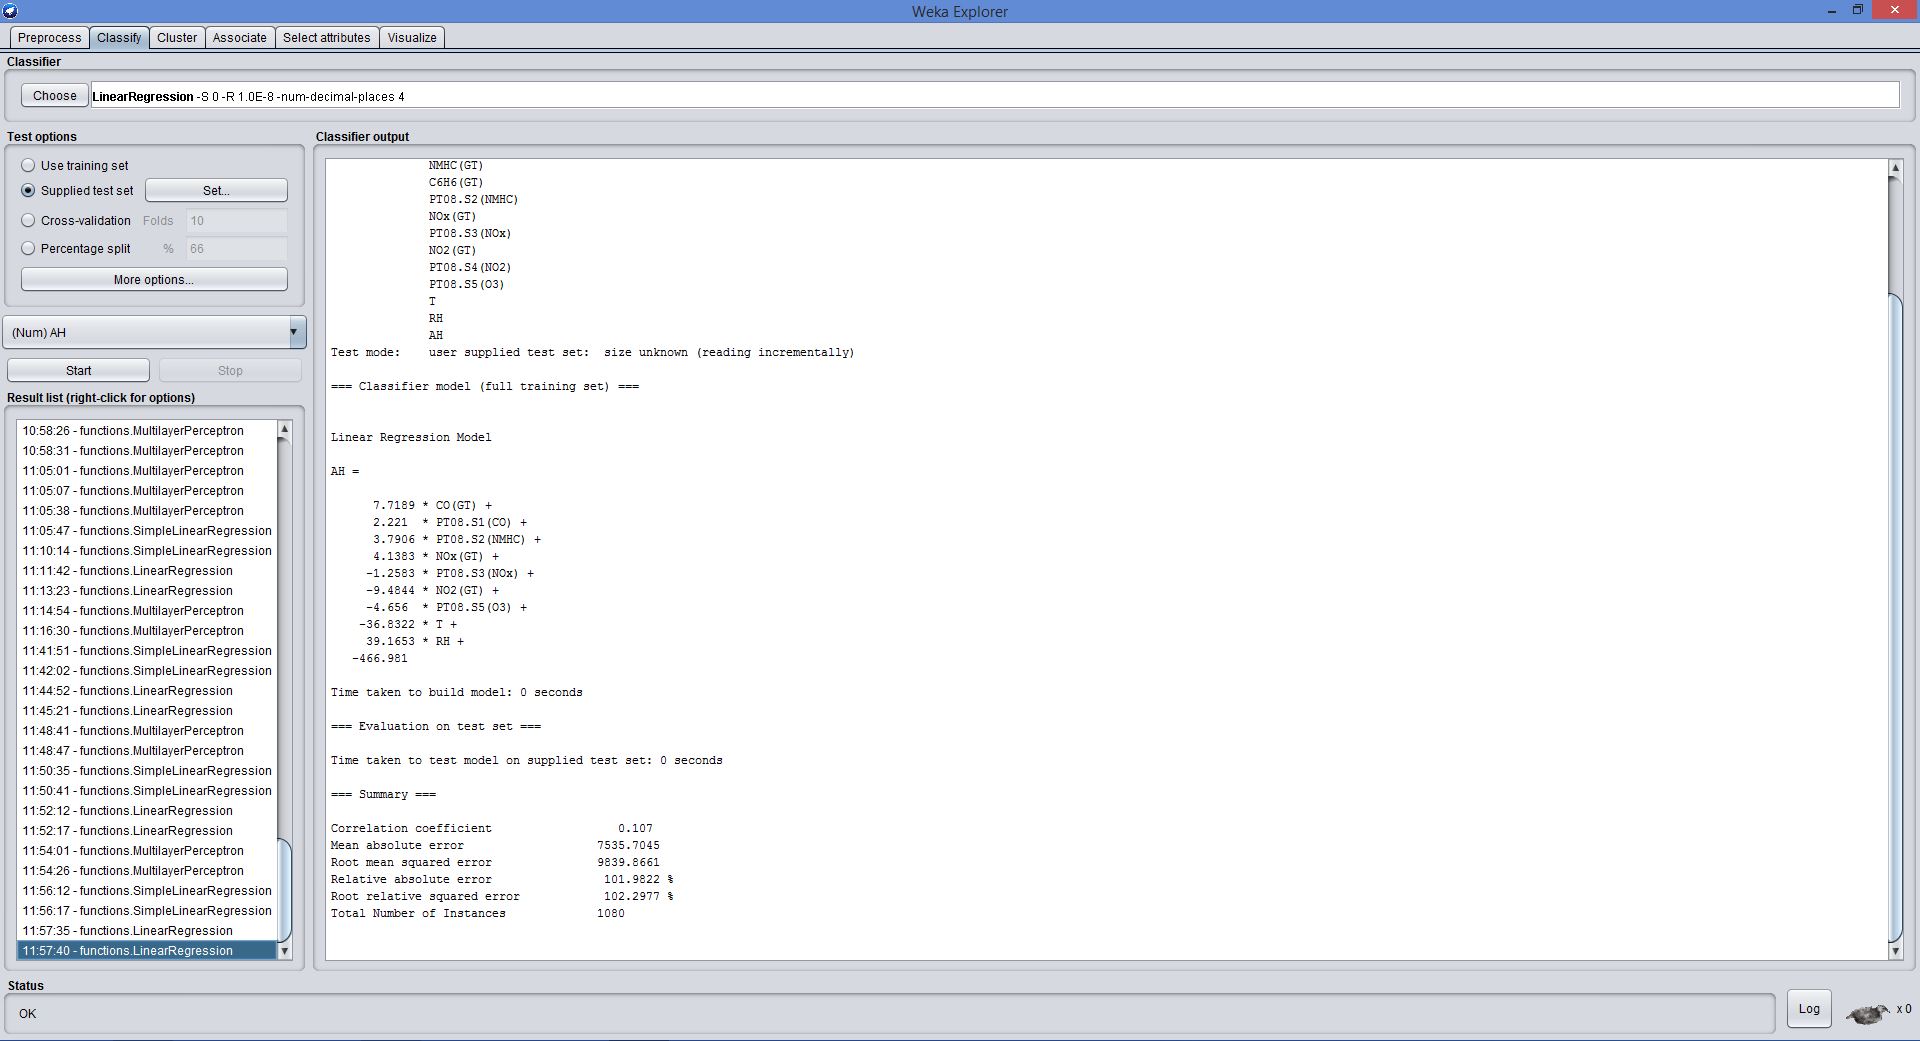 Weka Explorer
Preprocess Classify Cluster Associate Select attributes Visualize
Classifier
Choose LinearRegression -S 0 -R 1.0E-8 -num-decimal-places 4
Test options
Use training set
Supplied test set Set...
Cross-validation Folds 10
Percentage split % 66
More options...
(Num) AH
Start Stop
Result list (right-click for options)
10:58:26 - functions.MultilayerPerceptron
10:58:31 - functions.MultilayerPerceptron
11:05:01 - functions.MultilayerPerceptron
11:05:07 - functions.MultilayerPerceptron
11:05:38 - functions.MultilayerPerceptron
11:05:47 - functions.SimpleLinearRegression
11:10:14 - functions.SimpleLinearRegression
11:11:42 - functions.LinearRegression
11:13:23 - functions.LinearRegression
11:14:54 - functions.MultilayerPerceptron
11:16:30 - functions.MultilayerPerceptron
11:41:51 - functions.SimpleLinearRegression
11:42:02 - functions.SimpleLinearRegression
11:44:52 - functions.LinearRegression
11:45:21 - functions.LinearRegression
11:48:41 - functions.MultilayerPerceptron
11:48:47 - functions.MultilayerPerceptron
11:50:35 - functions.SimpleLinearRegression
11:50:41 - functions.SimpleLinearRegression
11:52:12 - functions.LinearRegression
11:52:17 - functions.LinearRegression
11:54:01 - functions.MultilayerPerceptron
11:54:26 - functions.MultilayerPerceptron
11:56:12 - functions.SimpleLinearRegression
11:56:17 - functions.SimpleLinearRegression
11:57:35 - functions.LinearRegression
11:57:40 - functions.LinearRegression
Classifier output
NMHC(GT)
C6H6(GT)
PT08.S2(NMHC)
NOx(GT)
PT08.S3(NOx)
NO2(GT)
PT08.S4(NO2)
PT08.S5(O3)
T
RH
AH
Test mode: user supplied test set: size unknown (reading incrementally)
=== Classifier model (full training set) ===
Linear Regression Model
AH =
7.7189 * CO(GT) +
2.221 * PT08.S1(CO) +
3.7906 * PT08.S2(NMHC) +
4.1383 * NOx(GT) +
-1.2583 * PT08.S3(NOx) +
-9.4844 * NO2(GT) +
-4.656 * PT08.S5(O3) +
-36.8322 * T +
39.1653 * RH +
-466.981
Time taken to build model: 0 seconds
=== Evaluation on test set ===
Time taken to test model on supplied test set: 0 seconds
=== Summary ===
Correlation coefficient 0.107
Mean absolute error 7535.7045
Root mean squared error 9839.8661
Relative absolute error 101.9822 %
Root relative squared error 102.2977 %
Total Number of Instances 1080
Status
OK
Log x 0